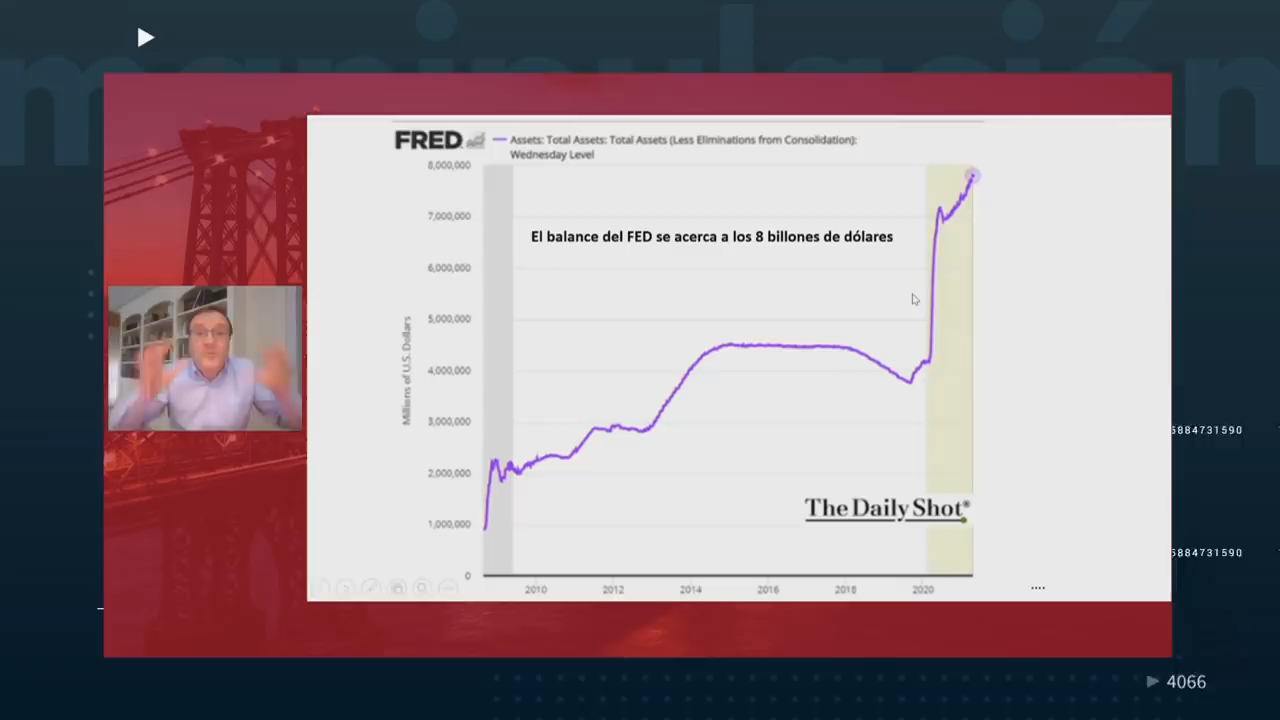 manipulación
FRED
Assets: Total Assets: Total Assets (Less Eliminations from Consolidation):
Wednesday Level
8,000,000
7,000,000
El balance del FED se acerca a los 8 billones de dólares
6,000,000
5,000,000
Millions of U.S. Dollars
4,000,000
3,000,000
5884731590
2,000,000
The Daily Shot®
1,000,000
5884731590
0
2010 2012 2014 2016 2018 2020 ....
4066